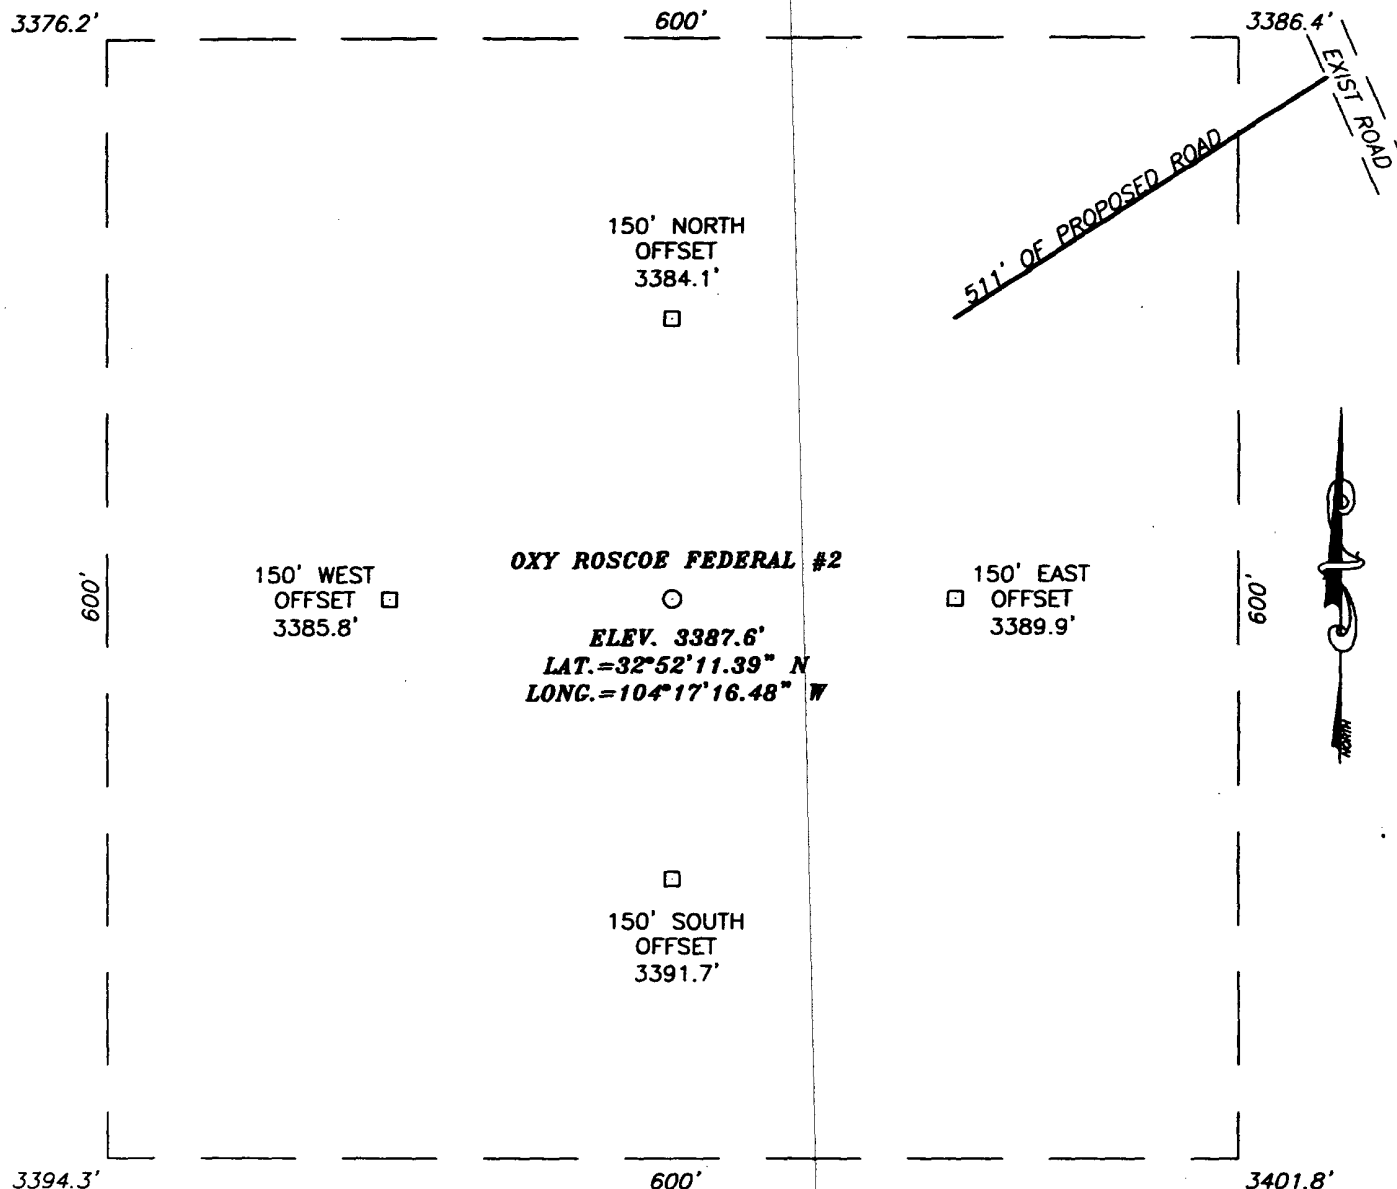 3376.2'
600'
3386.4'
EXIST ROAD
511' OF PROPOSED ROAD
150' NORTH
OFFSET
3384.1'
OXY ROSCOE FEDERAL #2
150' WEST
OFFSET
3385.8'
150' EAST
OFFSET
3389.9'
600'
600'
ELEV. 3387.6'
LAT.=32°52'11.39" N
LONG.=104°17'16.48" W
NORTH
150' SOUTH
OFFSET
3391.7'
3394.3'
600'
3401.8'